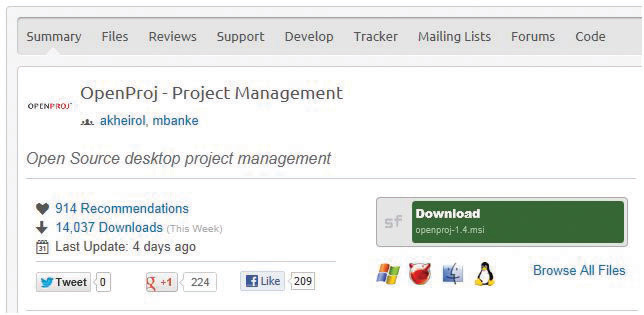 Summary Files Reviews Support Develop Tracker Mailing Lists Forums Code
OPENPROJ
OpenProj - Project Management
akheirol, mbanke
Open Source desktop project management
914 Recommendations
14,037 Downloads (This Week)
31 Last Update: 4 days ago
Tweet 0 g +1 224 f Like 209
sf Download
openproj-1.4.msi
Browse All Files